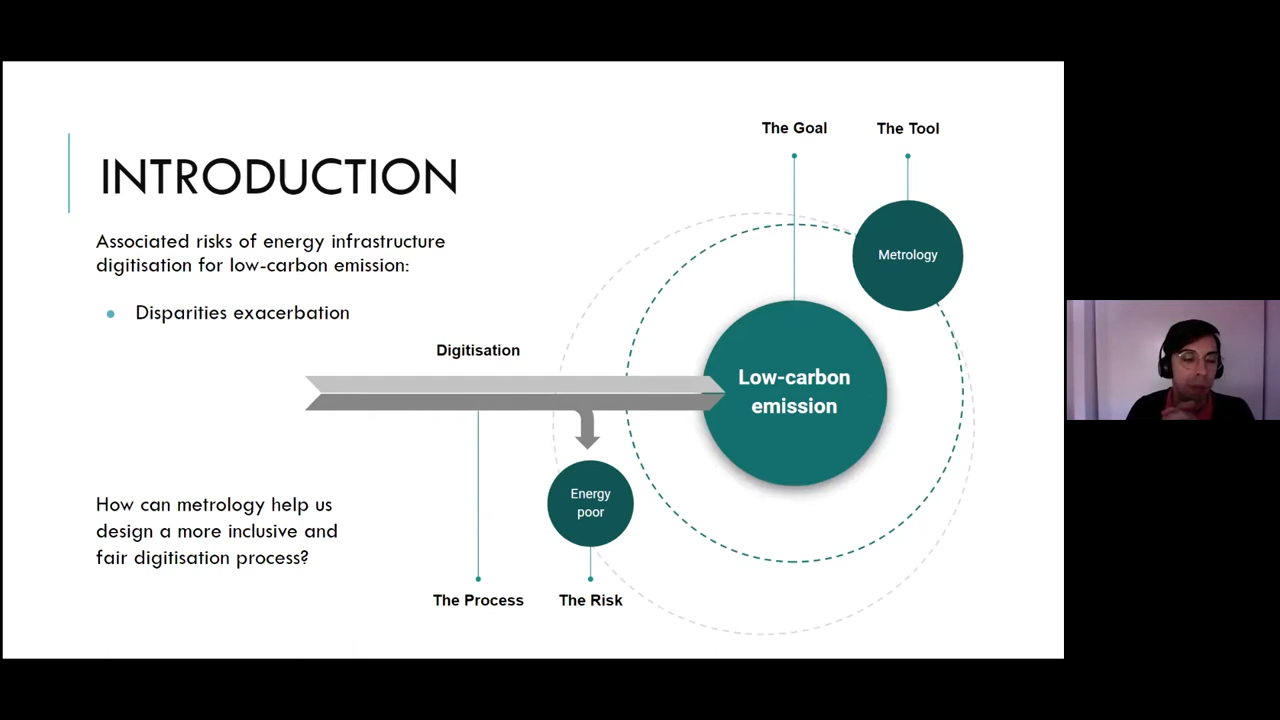 INTRODUCTION
Associated risks of energy infrastructure
digitisation for low-carbon emission:
● Disparities exacerbation
How can metrology help us
design a more inclusive and
fair digitisation process?
The Goal
The Tool
Metrology
Digitisation
Low-carbon
emission
Energy
poor
The Process
The Risk